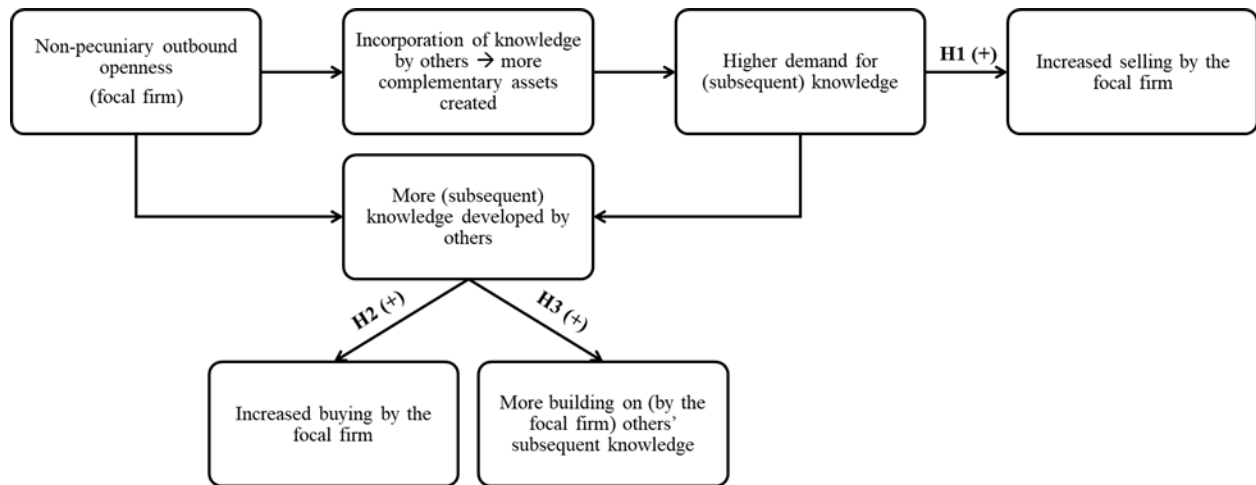 Non-pecuniary outbound
openness
(focal firm)
Incorporation of knowledge
by others → more
complementary assets
created
Higher demand for
(subsequent) knowledge
H1 (+)
Increased selling by the
focal firm
More (subsequent)
knowledge developed by
others
H2 (+)
H3 (+)
Increased buying by the
focal firm
More building on (by the
focal firm) others’
subsequent knowledge